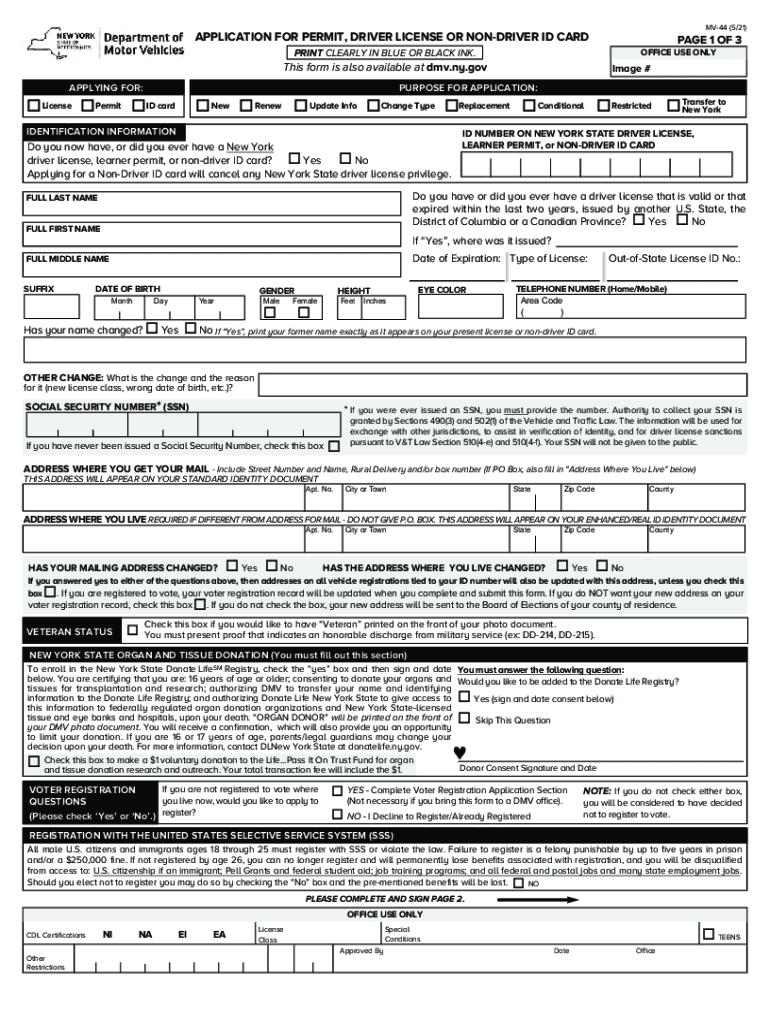 MV-44 (5/21)
NEW YORK
STATE OF
OPPORTUNITY.
Department of
Motor Vehicles
APPLICATION FOR PERMIT, DRIVER LICENSE OR NON-DRIVER ID CARD
PAGE 1 OF 3
PRINT CLEARLY IN BLUE OR BLACK INK.
OFFICE USE ONLY
This form is also available at dmv.ny.gov
Image #
APPLYING FOR:
PURPOSE FOR APPLICATION:
License Permit ID card New Renew Update Info Change Type Replacement Conditional Restricted Transfer to
New York
IDENTIFICATION INFORMATION
Do you now have, or did you ever have a New York
driver license, learner permit, or non-driver ID card? Yes No
Applying for a Non-Driver ID card will cancel any New York State driver license privilege.
ID NUMBER ON NEW YORK STATE DRIVER LICENSE,
LEARNER PERMIT, or NON-DRIVER ID CARD
FULL LAST NAME
FULL FIRST NAME
FULL MIDDLE NAME
Do you have or did you ever have a driver license that is valid or that
expired within the last two years, issued by another U.S. State, the
District of Columbia or a Canadian Province? Yes No
If “Yes”, where was it issued?
Date of Expiration: Type of License: Out-of-State License ID No.:
SUFFIX DATE OF BIRTH GENDER HEIGHT EYE COLOR TELEPHONE NUMBER (Home/Mobile)
Month Day Year Male Female Feet Inches Area Code
( )
Has your name changed? Yes No If “Yes”, print your former name exactly as it appears on your present license or non-driver ID card.
OTHER CHANGE: What is the change and the reason
for it (new license class, wrong date of birth, etc.)?
SOCIAL SECURITY NUMBER* (SSN)
If you have never been issued a Social Security Number, check this box
* If you were ever issued an SSN, you must provide the number. Authority to collect your SSN is
granted by Sections 490(3) and 502(1) of the Vehicle and Traffic Law. The information will be used for
exchange with other jurisdictions, to assist in verification of identity, and for driver license sanctions
pursuant to V&T Law Section 510(4-e) and 510(4-f). Your SSN will not be given to the public.
ADDRESS WHERE YOU GET YOUR MAIL - Include Street Number and Name, Rural Delivery and/or box number (If PO Box, also fill in “Address Where You Live” below)
THIS ADDRESS WILL APPEAR ON YOUR STANDARD IDENTITY DOCUMENT
Apt. No. City or Town State Zip Code County
ADDRESS WHERE YOU LIVE REQUIRED IF DIFFERENT FROM ADDRESS FOR MAIL - DO NOT GIVE P.O. BOX. THIS ADDRESS WILL APPEAR ON YOUR ENHANCED/REAL ID IDENTITY DOCUMENT
Apt. No. City or Town State Zip Code County
HAS YOUR MAILING ADDRESS CHANGED? Yes No HAS THE ADDRESS WHERE YOU LIVE CHANGED? Yes No
If you answered yes to either of the questions above, then addresses on all vehicle registrations tied to your ID number will also be updated with this address, unless you check this
box . If you are registered to vote, your voter registration record will be updated when you complete and submit this form. If you do NOT want your new address on your
voter registration record, check this box . If you do not check the box, your new address will be sent to the Board of Elections of your county of residence.
VETERAN STATUS
Check this box if you would like to have “Veteran” printed on the front of your photo document.
You must present proof that indicates an honorable discharge from military service (ex: DD-214, DD-215).
NEW YORK STATE ORGAN AND TISSUE DONATION (You must fill out this section)
To enroll in the New York State Donate Life℠ Registry, check the “yes” box and then sign and date
below. You are certifying that you are: 16 years of age or older; consenting to donate your organs and
tissues for transplantation and research; authorizing DMV to transfer your name and identifying
information to the Donate Life Registry; and authorizing Donate Life New York State to give access to
this information to federally regulated organ donation organizations and New York State-licensed
tissue and eye banks and hospitals, upon your death. “ORGAN DONOR” will be printed on the front of
your DMV photo document. You will receive a confirmation, which will also provide you an opportunity
to limit your donation. If you are 16 or 17 years of age, parents/legal guardians may change your
decision upon your death. For more information, contact DLNew York State at donatelife.ny.gov.
Check this box to make a $1 voluntary donation to the Life...Pass It On Trust Fund for organ
and tissue donation research and outreach. Your total transaction fee will include the $1.
You must answer the following question:
Would you like to be added to the Donate Life Registry?
Yes (sign and date consent below)
Skip This Question
Donor Consent Signature and Date
VOTER REGISTRATION
QUESTIONS
(Please check ‘Yes’ or ‘No’.)
If you are not registered to vote where
you live now, would you like to apply to
register?
YES - Complete Voter Registration Application Section
(Not necessary if you bring this form to a DMV office).
NO - I Decline to Register/Already Registered
NOTE: If you do not check either box,
you will be considered to have decided
not to register to vote.
REGISTRATION WITH THE UNITED STATES SELECTIVE SERVICE SYSTEM (SSS)
All male U.S. citizens and immigrants ages 18 through 25 must register with SSS or violate the law. Failure to register is a felony punishable by up to five years in prison
and/or a $250,000 fine. If not registered by age 26, you can no longer register and will permanently lose benefits associated with registration, and you will be disqualified
from access to: U.S. citizenship if an immigrant; Pell Grants and federal student aid; job training programs; and all federal and postal jobs and many state employment jobs.
Should you elect not to register you may do so by checking the “No” box and the pre-mentioned benefits will be lost. NO
PLEASE COMPLETE AND SIGN PAGE 2.
OFFICE USE ONLY
CDL Certifications NI NA EI EA License
Class Special
Conditions TEENS
Other
Restrictions Approved By Date Office